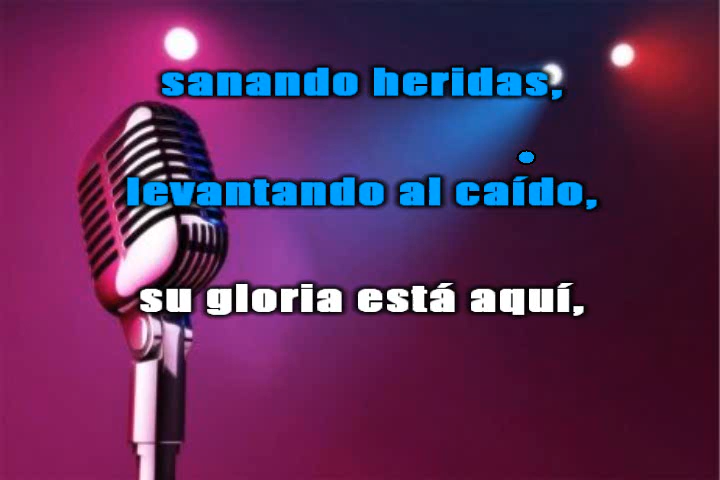 sanando heridas,
levantando al caído,
su gloria está aquí,